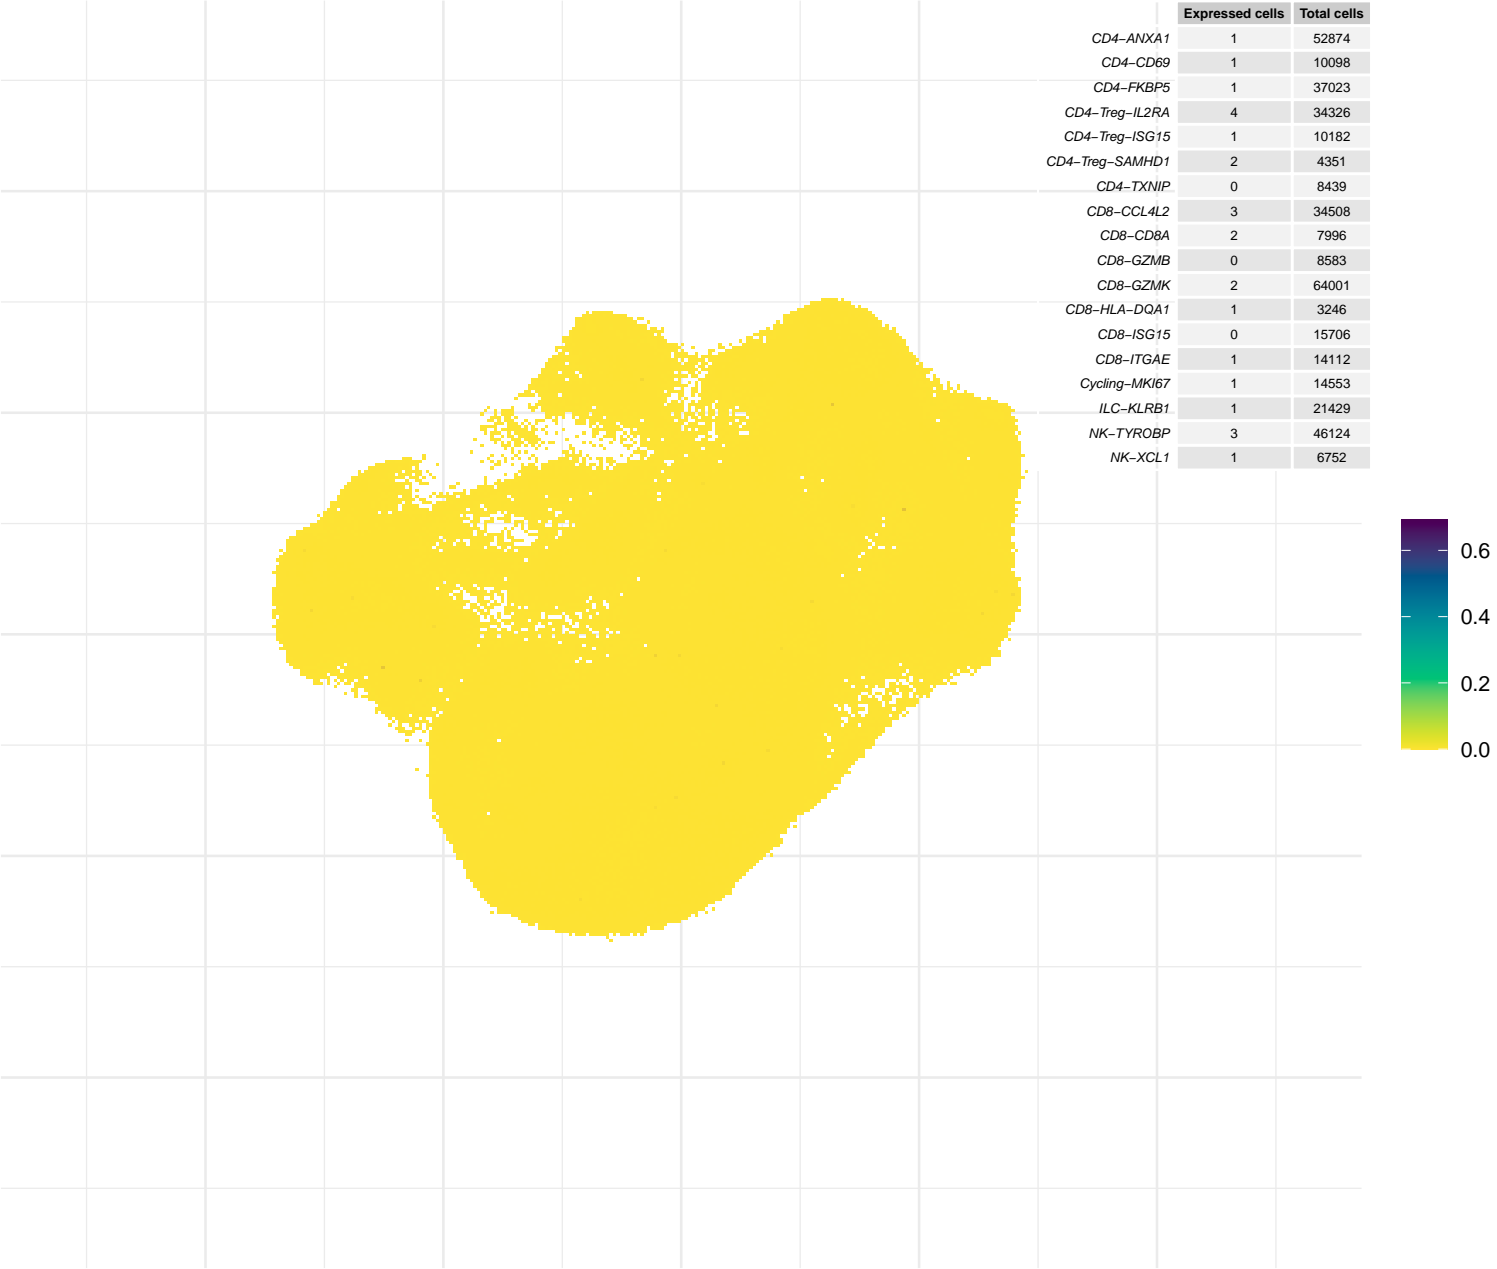 Expressed cells Total cells
CD4−ANXA1 1 52874
CD4−CD69 1 10098
CD4−FKBP5 1 37023
CD4−Treg−IL2RA 4 34326
CD4−Treg−ISG15 1 10182
CD4−Treg−SAMHD1 2 4351
CD4−TXNIP 0 8439
CD8−CCL4L2 3 34508
CD8−CD8A 2 7996
CD8−GZMB 0 8583
CD8−GZMK 2 64001
CD8−HLA−DQA1 1 3246
CD8−ISG15 0 15706
CD8−ITGAE 1 14112
Cycling−MKI67 1 14553
ILC−KLRB1 1 21429
NK−TYROBP 3 46124
NK−XCL1 1 6752
0.6
0.4
0.2
0.0